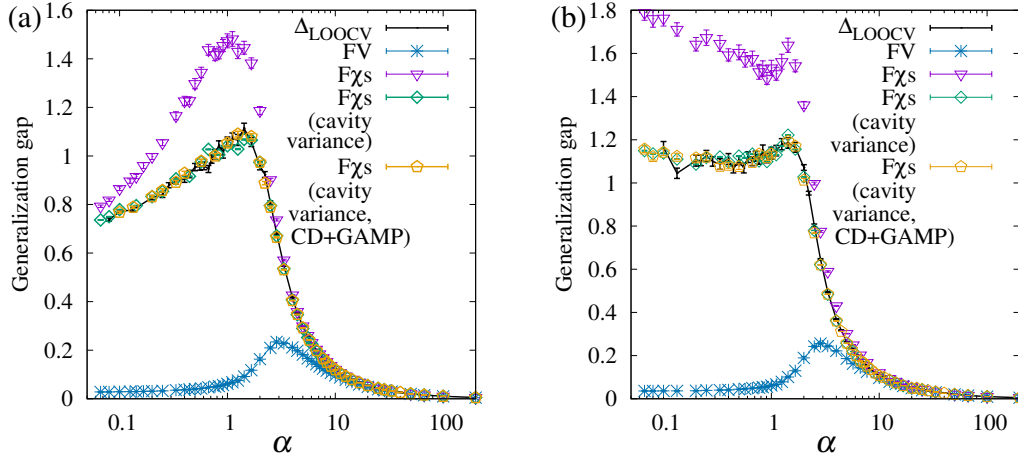 (a)
1.6
1.4
1.2
1
0.8
0.6
0.4
0.2
0
Generalization gap
0.1 1 10 100
α
Δ_LOOCV
FV
Fχs
Fχs
(cavity
variance)
Fχs
(cavity
variance,
CD+GAMP)
(b)
1.8
1.6
1.4
1.2
1
0.8
0.6
0.4
0.2
0
Generalization gap
0.1 1 10 100
α
Δ_LOOCV
FV
Fχs
Fχs
(cavity
variance)
Fχs
(cavity
variance,
CD+GAMP)